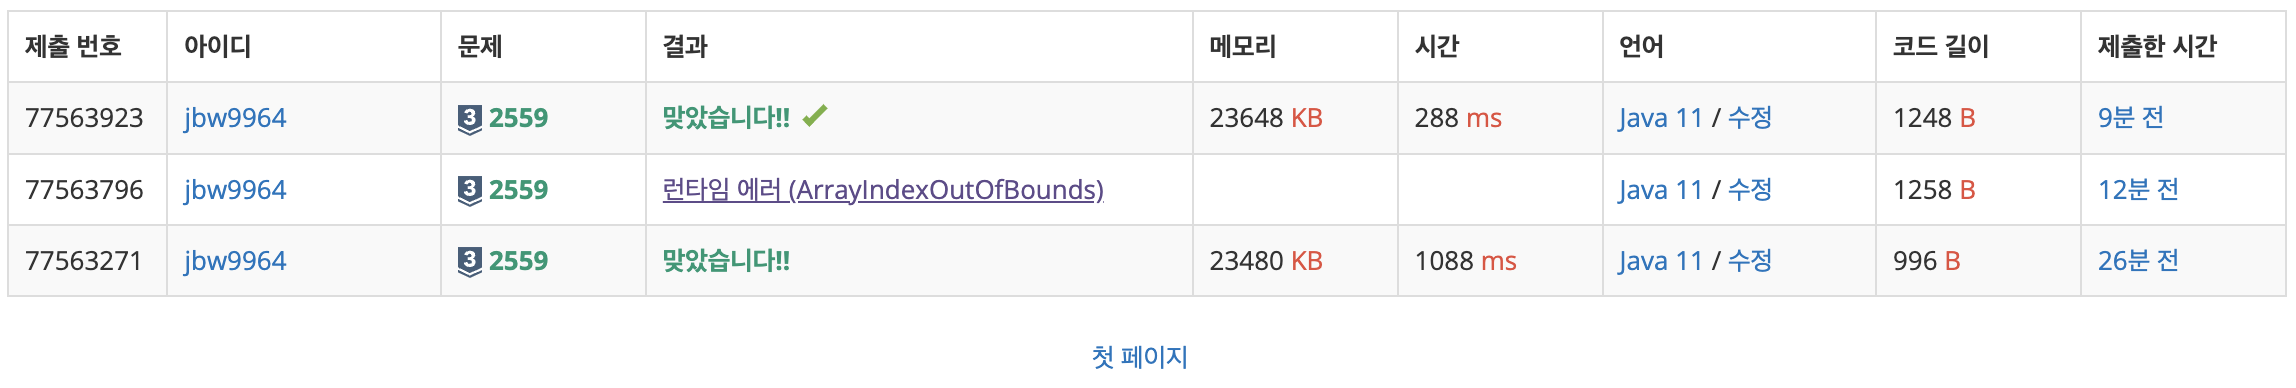 제출 번호 아이디 문제 결과 메모리 시간 언어 코드 길이 제출한 시간
77563923 jbw9964 3 2559 맞았습니다!! 23648 KB 288 ms Java 11 / 수정 1248 B 9분 전
77563796 jbw9964 3 2559 런타임 에러 (ArrayIndexOutOfBounds) Java 11 / 수정 1258 B 12분 전
77563271 jbw9964 3 2559 맞았습니다!! 23480 KB 1088 ms Java 11 / 수정 996 B 26분 전
첫 페이지